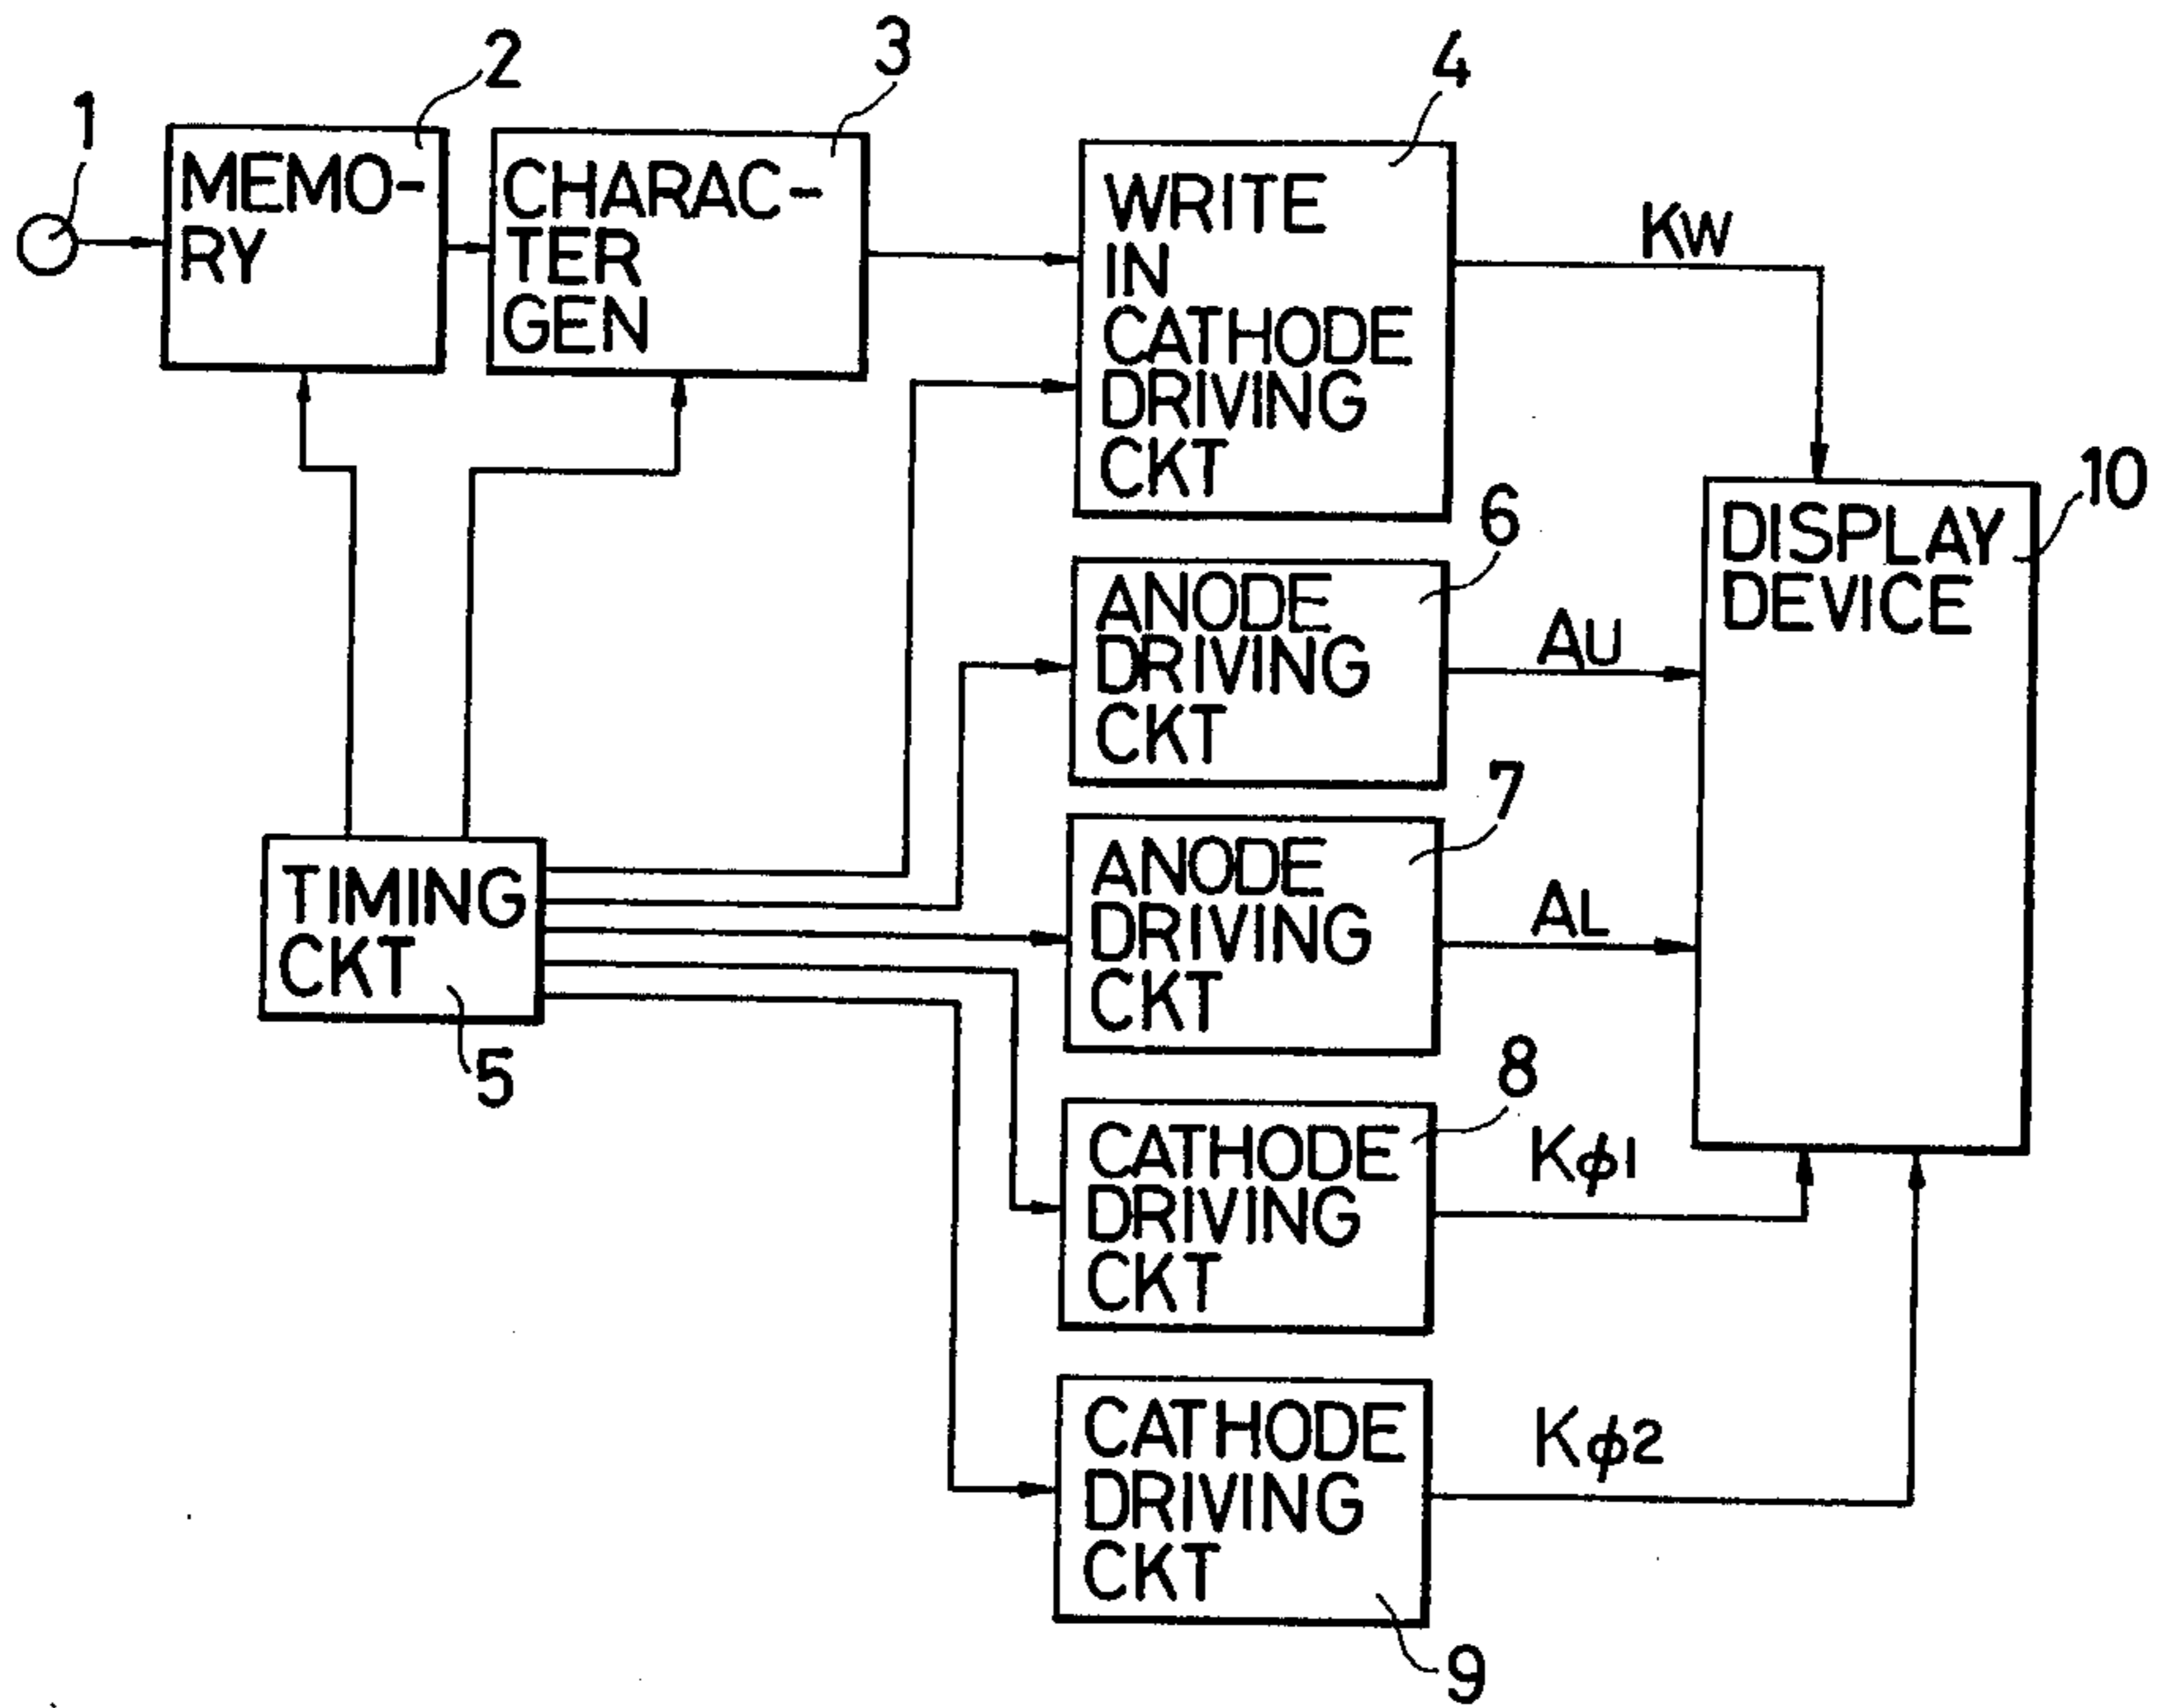 1
2
3
4
MEMO-
RY
CHARAC-
TER
GEN
WRITE
IN
CATHODE
DRIVING
CKT
KW
6
10
ANODE
DRIVING
CKT
AU
DISPLAY
DEVICE
7
TIMING
CKT
5
ANODE
DRIVING
CKT
AL
8
CATHODE
DRIVING
CKT
Kϕ1
CATHODE
DRIVING
CKT
Kϕ2
9